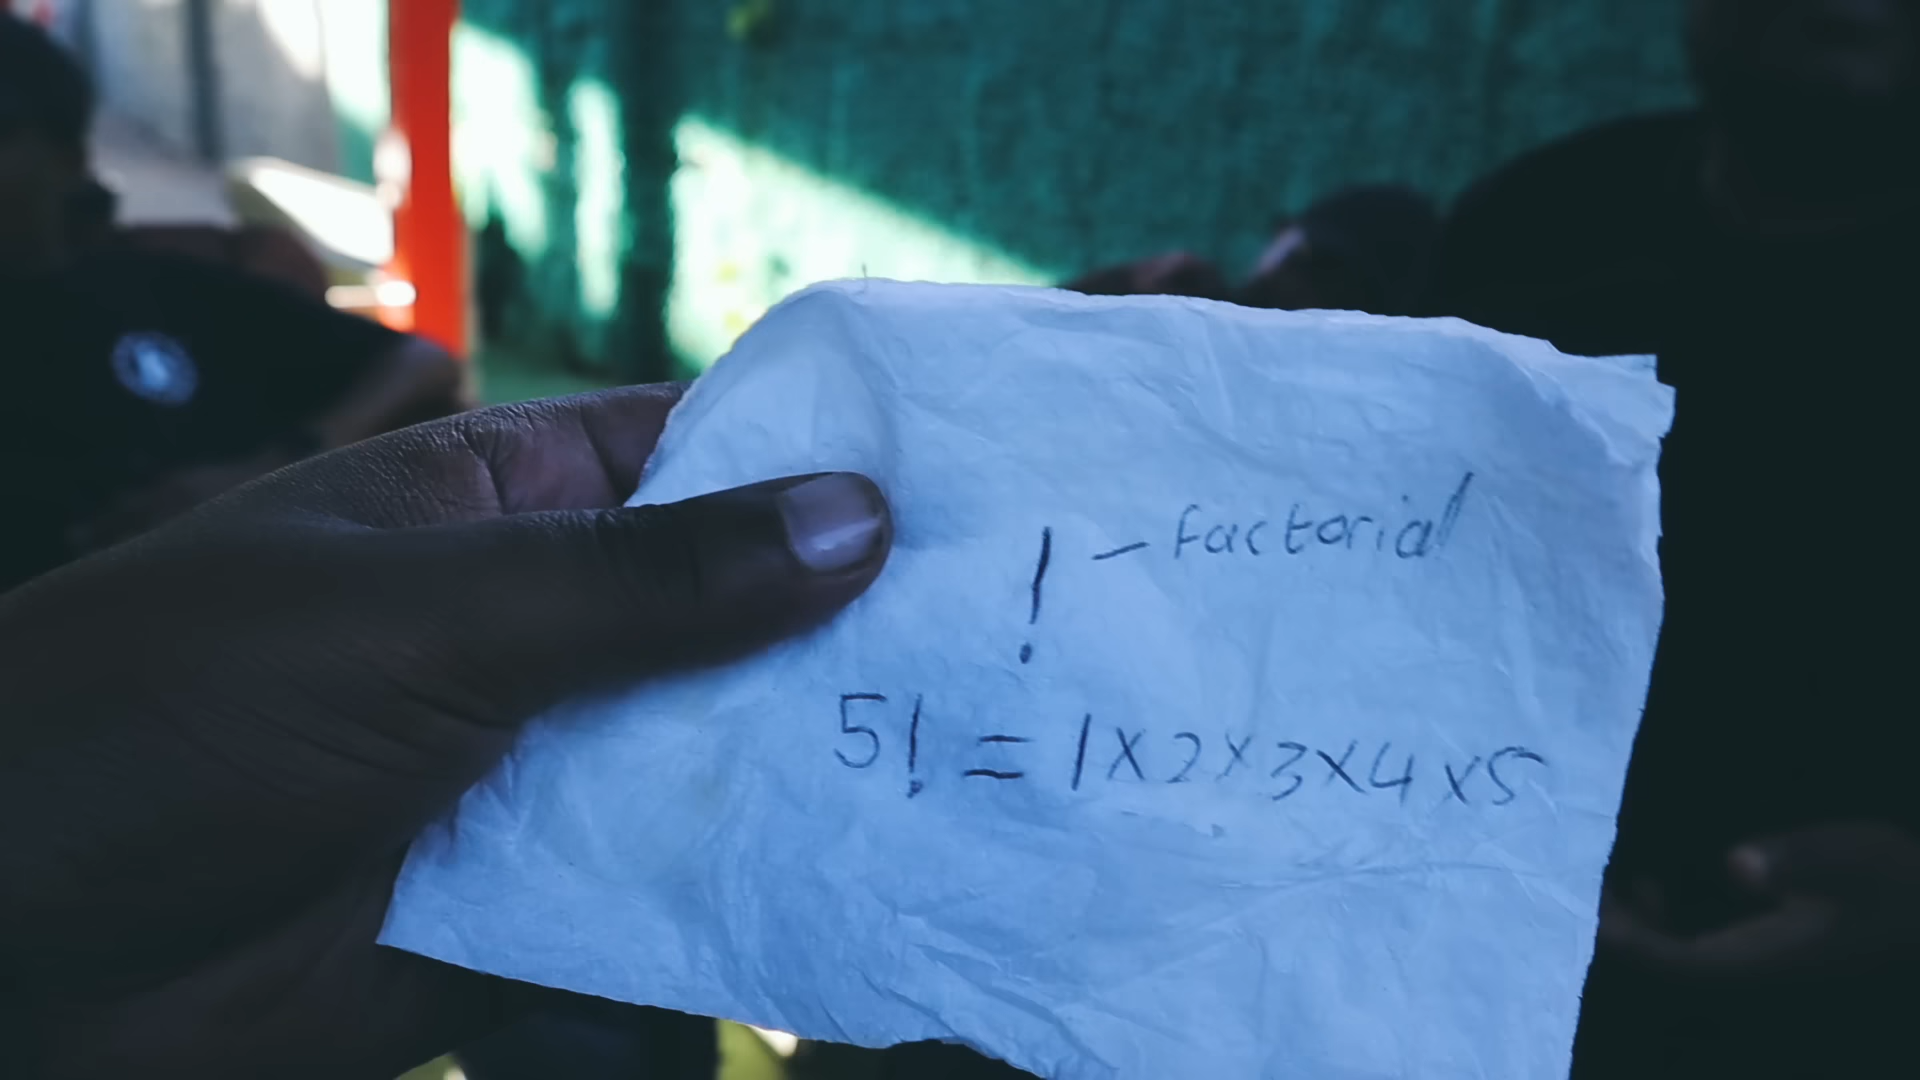 ! - factorial
5! = 1x2x3x4x5